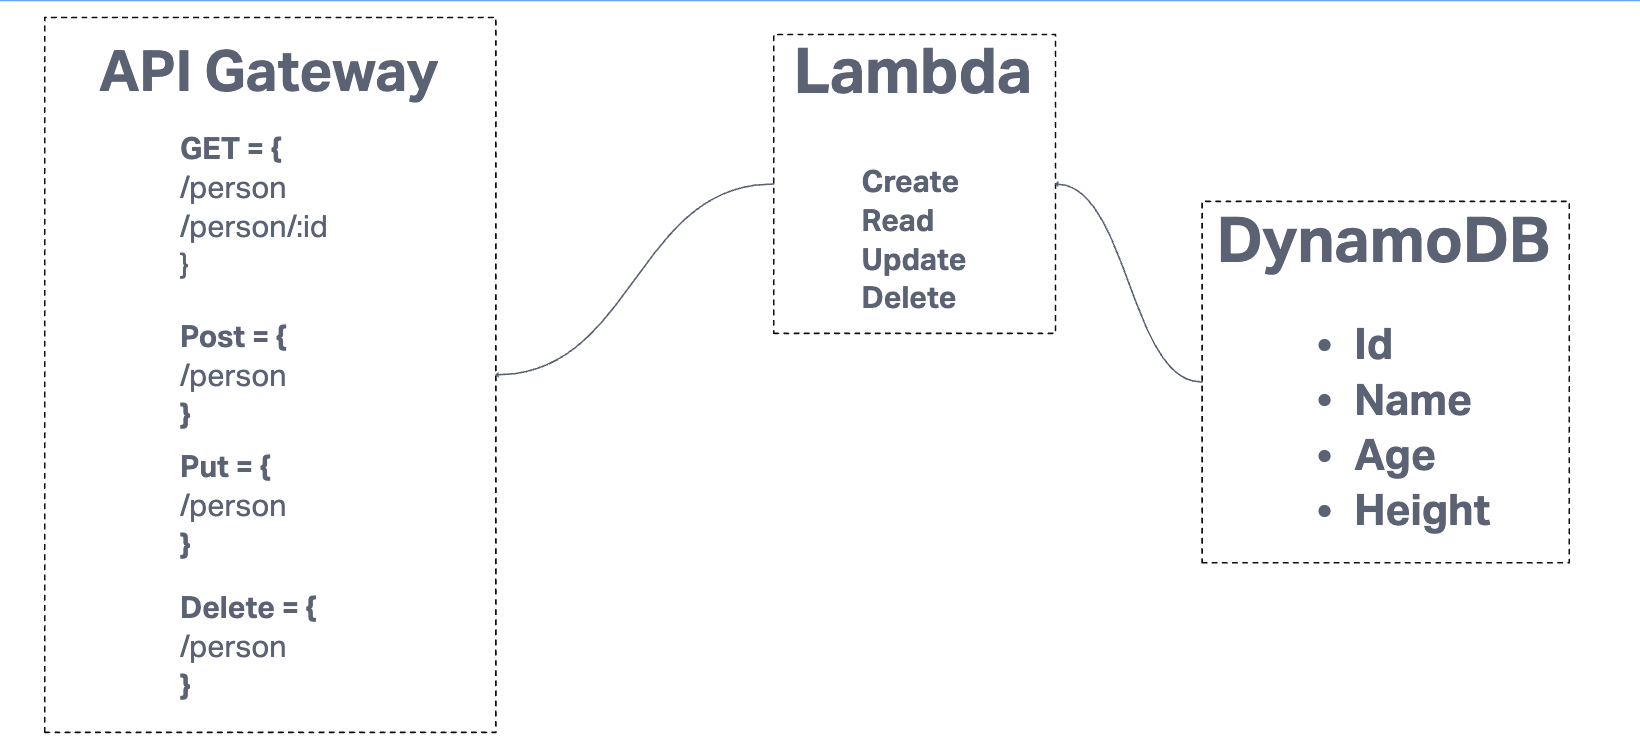 API Gateway
GET = {
/person
/person/:id
}
Post = {
/person
}
Put = {
/person
}
Delete = {
/person
}
Lambda
Create
Read
Update
Delete
DynamoDB
• Id
• Name
• Age
• Height